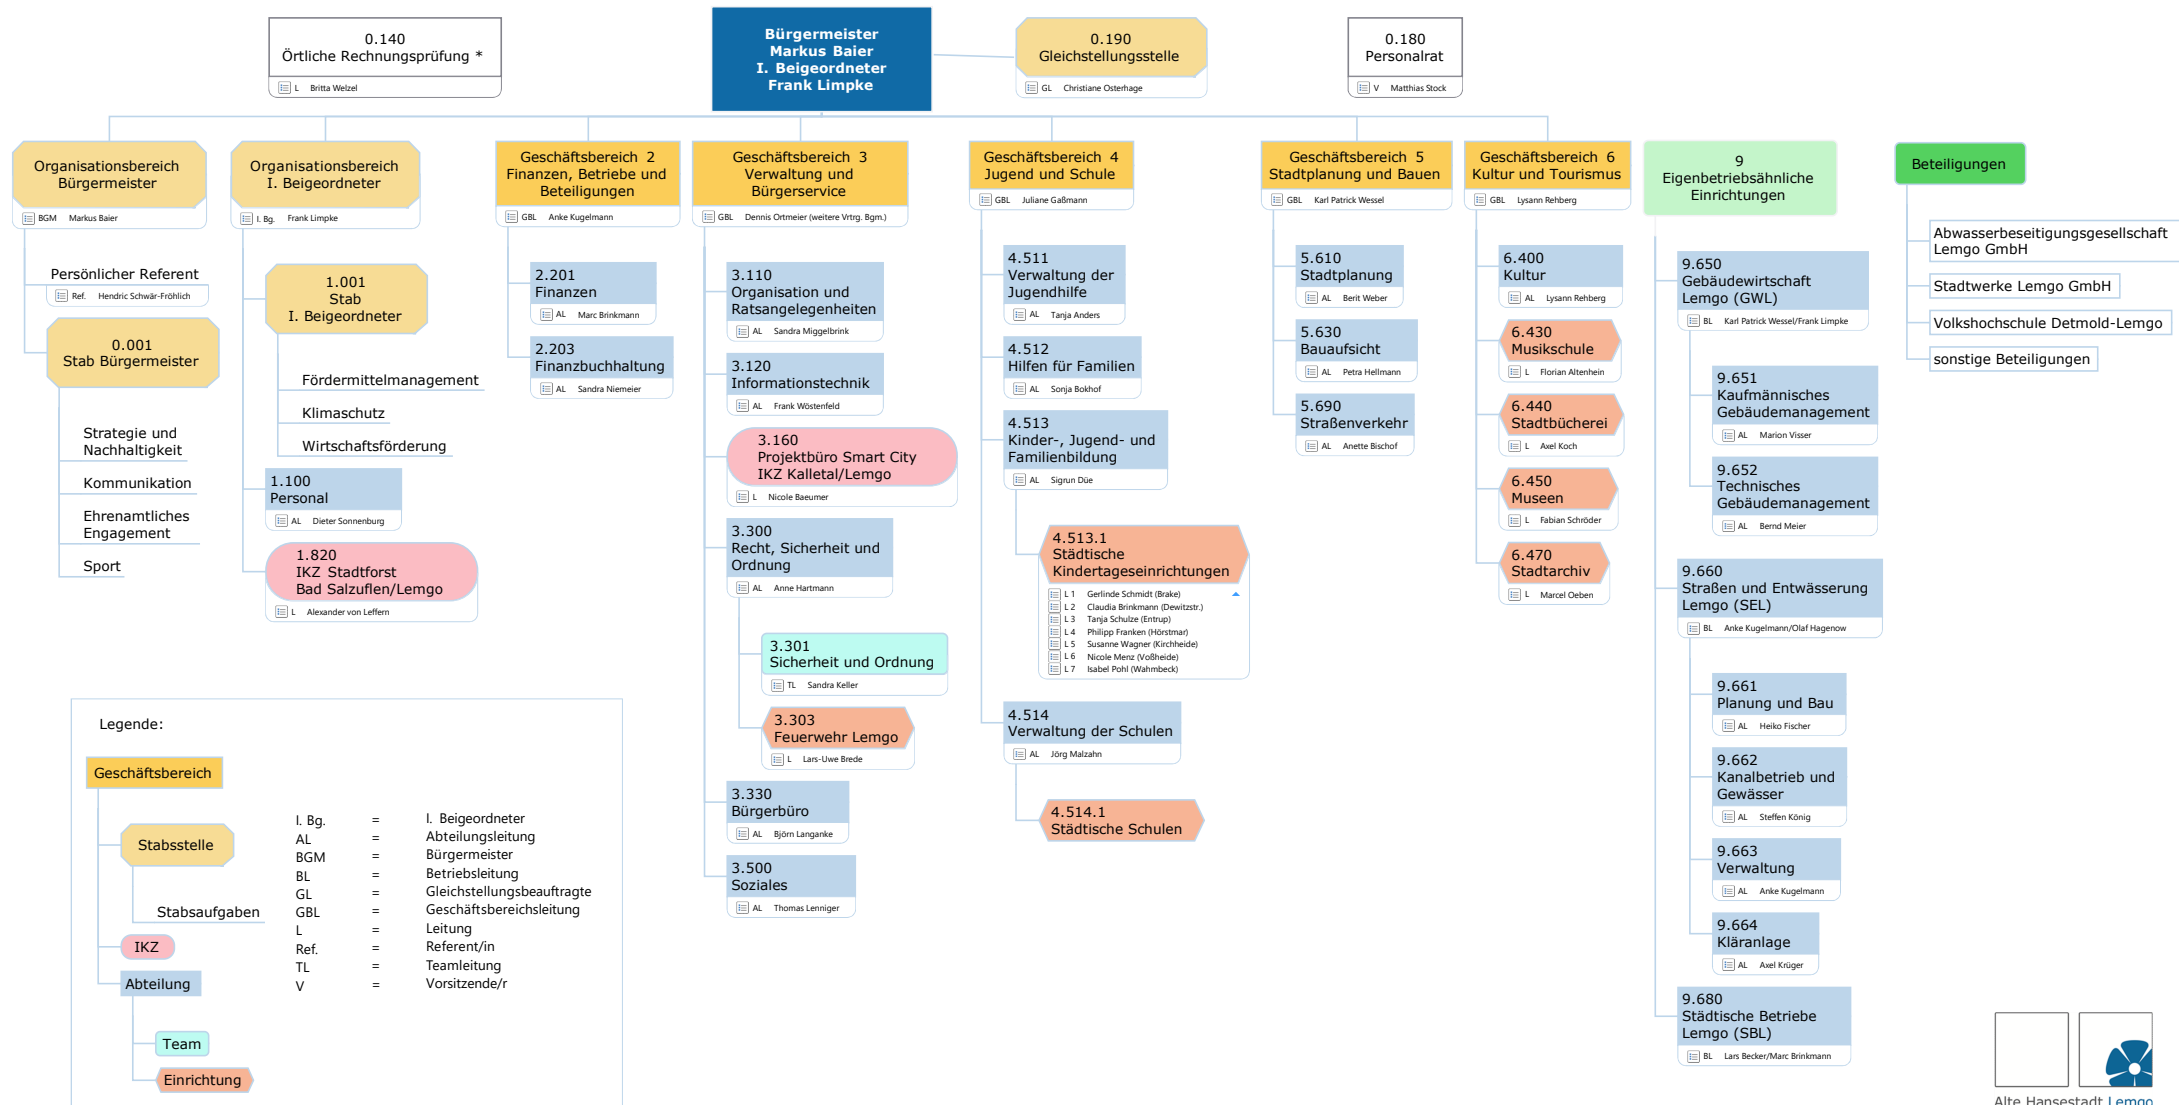 0.140
Örtliche Rechnungsprüfung *
L Britta Welzel
Bürgermeister
Markus Baier
I. Beigeordneter
Frank Limpke
0.190
Gleichstellungsstelle
GL Christiane Osterhage
0.180
Personalrat
V Matthias Stock
Organisationsbereich
Bürgermeister
BGM Markus Baier
Persönlicher Referent
Ref. Hendric Schwär-Fröhlich
0.001
Stab Bürgermeister
Strategie und
Nachhaltigkeit
Kommunikation
Ehrenamtliches
Engagement
Sport
Organisationsbereich
I. Beigeordneter
I. Bg. Frank Limpke
1.001
Stab
I. Beigeordneter
Fördermittelmanagement
Klimaschutz
Wirtschaftsförderung
1.100
Personal
AL Dieter Sonnenburg
1.820
IKZ Stadtforst
Bad Salzuflen/Lemgo
L Alexander von Leffern
Geschäftsbereich 2
Finanzen, Betriebe und
Beteiligungen
GBL Anke Kugelmann
2.201
Finanzen
AL Marc Brinkmann
2.203
Finanzbuchhaltung
AL Sandra Niemeier
Geschäftsbereich 3
Verwaltung und
Bürgerservice
GBL Dennis Ortmeier (weitere Vrtrg. Bgm.)
3.110
Organisation und
Ratsangelegenheiten
AL Sandra Miggelbrink
3.120
Informationstechnik
AL Frank Wöstenfeld
3.160
Projektbüro Smart City
IKZ Kalletal/Lemgo
L Nicole Baeumer
3.300
Recht, Sicherheit und
Ordnung
AL Anne Hartmann
3.301
Sicherheit und Ordnung
TL Sandra Keller
3.303
Feuerwehr Lemgo
L Lars-Uwe Brede
3.330
Bürgerbüro
AL Björn Langanke
3.500
Soziales
AL Thomas Lenniger
Geschäftsbereich 4
Jugend und Schule
GBL Juliane Gaßmann
4.511
Verwaltung der
Jugendhilfe
AL Tanja Anders
4.512
Hilfen für Familien
AL Sonja Bokhof
4.513
Kinder-, Jugend- und
Familienbildung
AL Sigrun Düe
4.513.1
Städtische
Kindertageseinrichtungen
L 1 Gerlinde Schmidt (Brake)
L 2 Claudia Brinkmann (Dewitzstr.)
L 3 Tanja Schulze (Entrup)
L 4 Philipp Franken (Hörstmar)
L 5 Susanne Wagner (Kirchheide)
L 6 Nicole Menz (Voßheide)
L 7 Isabel Pohl (Wahmbeck)
4.514
Verwaltung der Schulen
AL Jörg Malzahn
4.514.1
Städtische Schulen
Geschäftsbereich 5
Stadtplanung und Bauen
GBL Karl Patrick Wessel
5.610
Stadtplanung
AL Berit Weber
5.630
Bauaufsicht
AL Petra Hellmann
5.690
Straßenverkehr
AL Anette Bischof
Geschäftsbereich 6
Kultur und Tourismus
GBL Lysann Rehberg
6.400
Kultur
AL Lysann Rehberg
6.430
Musikschule
L Florian Altenhein
6.440
Stadtbücherei
L Axel Koch
6.450
Museen
L Fabian Schröder
6.470
Stadtarchiv
L Marcel Oeben
9
Eigenbetriebsähnliche
Einrichtungen
9.650
Gebäudewirtschaft
Lemgo (GWL)
BL Karl Patrick Wessel/Frank Limpke
9.651
Kaufmännisches
Gebäudemanagement
AL Marion Visser
9.652
Technisches
Gebäudemanagement
AL Bernd Meier
9.660
Straßen und Entwässerung
Lemgo (SEL)
BL Anke Kugelmann/Olaf Hagenow
9.661
Planung und Bau
AL Heiko Fischer
9.662
Kanalbetrieb und
Gewässer
AL Steffen König
9.663
Verwaltung
AL Anke Kugelmann
9.664
Kläranlage
AL Axel Krüger
9.680
Städtische Betriebe
Lemgo (SBL)
BL Lars Becker/Marc Brinkmann
Beteiligungen
Abwasserbeseitigungsgesellschaft
Lemgo GmbH
Stadtwerke Lemgo GmbH
Volkshochschule Detmold-Lemgo
sonstige Beteiligungen
Legende:
Geschäftsbereich
Stabsstelle
Stabsaufgaben
IKZ
Abteilung
Team
Einrichtung
I. Bg. = I. Beigeordneter
AL = Abteilungsleitung
BGM = Bürgermeister
BL = Betriebsleitung
GL = Gleichstellungsbeauftragte
GBL = Geschäftsbereichsleitung
L = Leitung
Ref. = Referent/in
TL = Teamleitung
V = Vorsitzende/r
Alte Hansestadt Lemgo